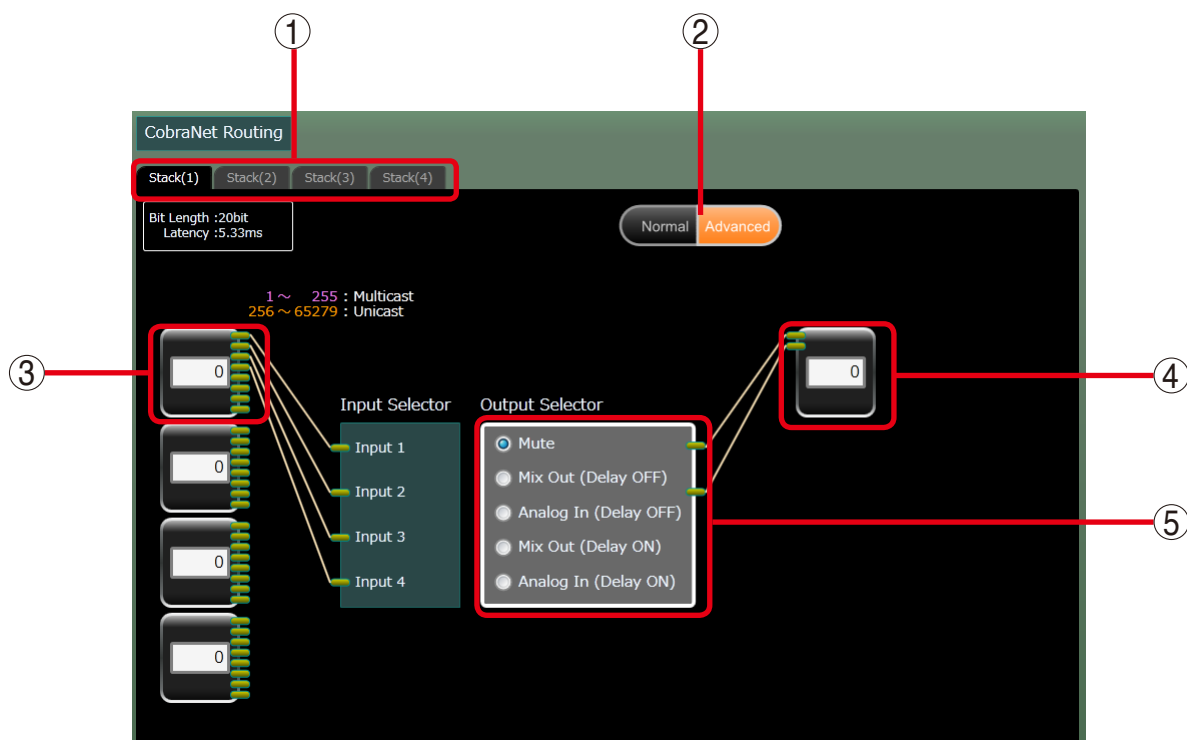 ① ②
CobraNet Routing
Stack(1) Stack(2) Stack(3) Stack(4)
Bit Length :20bit
Latency :5.33ms
Normal Advanced
1～ 255 : Multicast
256～65279 : Unicast
③ 0 0 ④
Input Selector Output Selector
Input 1 Mute
0 Input 2 Mix Out (Delay OFF)
Analog In (Delay OFF) ⑤
Input 3 Mix Out (Delay ON)
0 Input 4 Analog In (Delay ON)
0